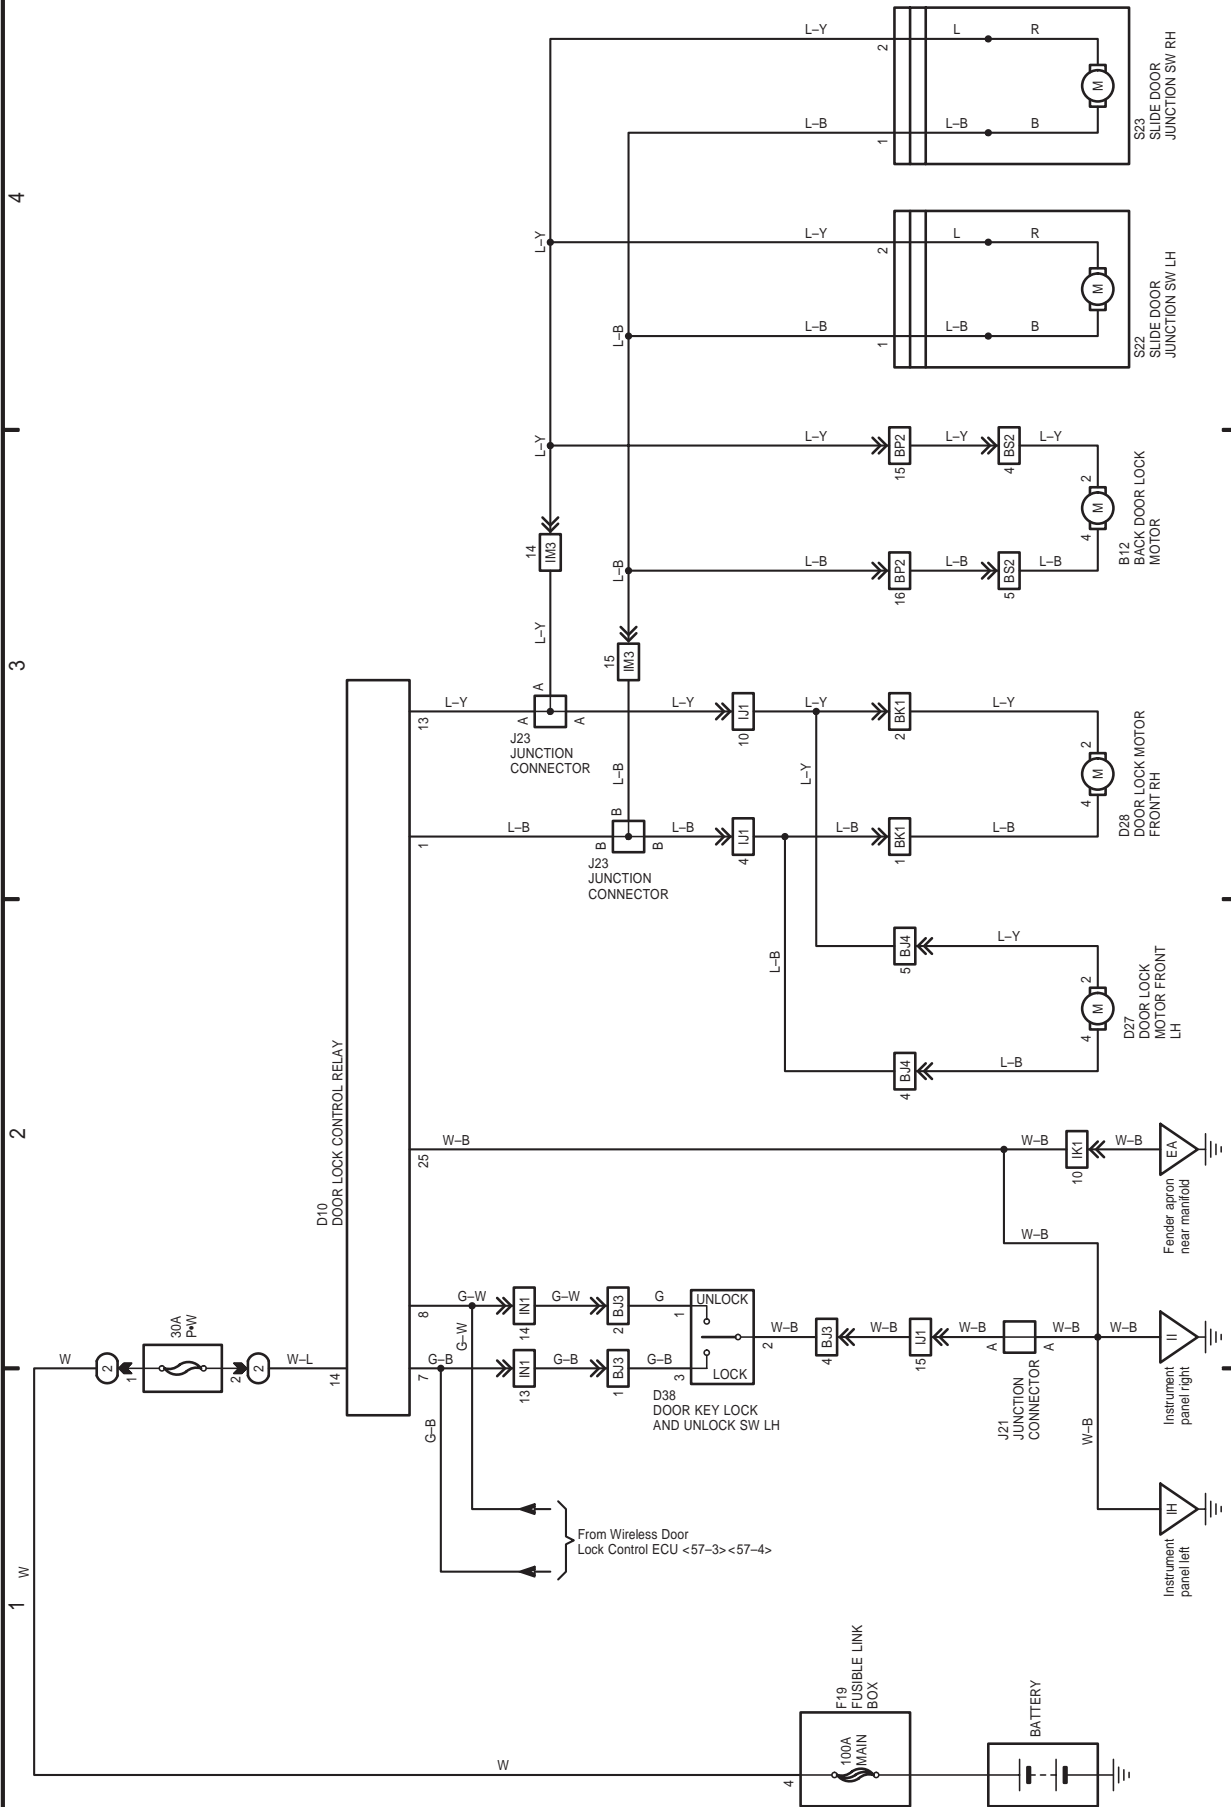 4
3
2
1
L–Y
2
L
R
M
L–B
1
L–B
B
S23
SLIDE DOOR
JUNCTION SW RH
L–Y
L–Y
2
L
R
M
L–B
L–B
1
L–B
B
S22
SLIDE DOOR
JUNCTION SW LH
L–Y
L–Y
15
BP2
L–Y
4
BS2
L–Y
2
M
4
L–B
L–B
16
BP2
L–B
5
BS2
L–B
B12
BACK DOOR LOCK
MOTOR
14
IM3
L–Y
15
IM3
L–B
13
L–Y
A
A
A
J23
JUNCTION
CONNECTOR
L–Y
10
IJ1
L–Y
2
BK1
L–Y
2
M
4
L–Y
1
L–B
B
B
B
J23
JUNCTION
CONNECTOR
L–B
4
IJ1
L–B
1
BK1
L–B
D28
DOOR LOCK MOTOR
FRONT RH
5
BJ4
L–Y
2
M
4
L–B
4
BJ4
L–B
D27
DOOR LOCK
MOTOR FRONT
LH
D10
DOOR LOCK CONTROL RELAY
25
W–B
W–B
10
IK1
W–B
EA
Fender apron
near manifold
W–B
30A
P•W
W
2
1
2
2
W–L
14
8
G–W
G–W
14
IN1
G–W
2
BJ3
G
1
UNLOCK
7
G–B
G–B
13
IN1
G–B
1
BJ3
G–B
3
LOCK
D38
DOOR KEY LOCK
AND UNLOCK SW LH
2
W–B
4
BJ3
W–B
15
IJ1
W–B
A
A
J21
JUNCTION
CONNECTOR
W–B
W–B
II
Instrument
panel right
W–B
IH
Instrument
panel left
From Wireless Door
Lock Control ECU <57–3><57–4>
W
W
4
100A
MAIN
F19
FUSIBLE LINK
BOX
BATTERY